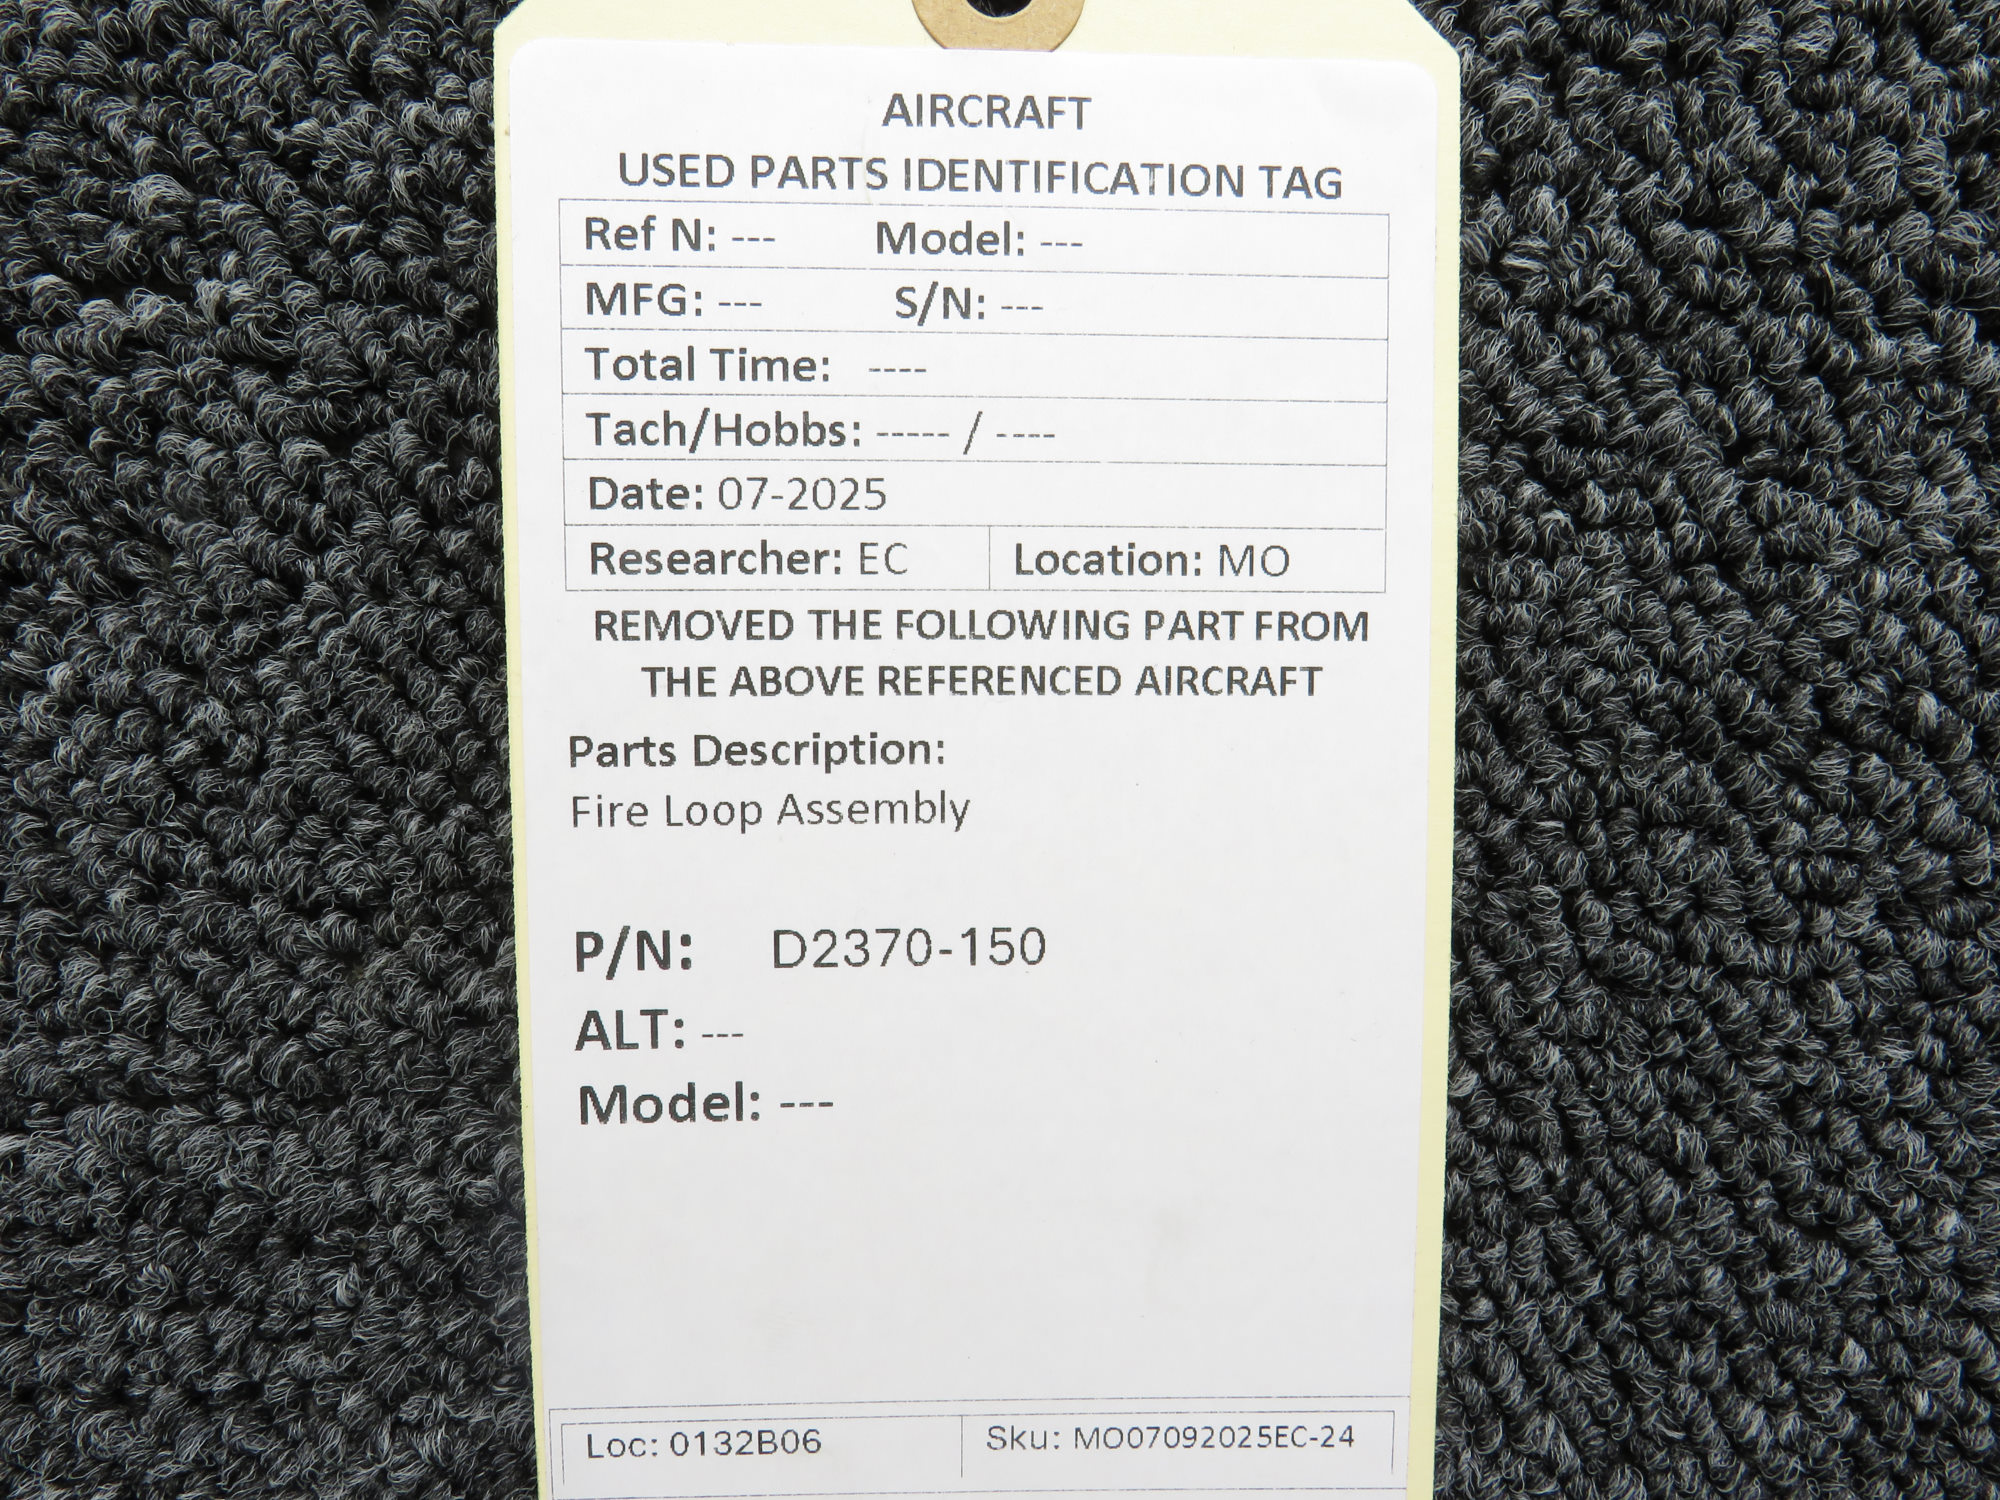 AIRCRAFT
USED PARTS IDENTIFICATION TAG
Ref N: --- Model: ---
MFG: --- S/N: ---
Total Time: ----
Tach/Hobbs: ----- / ----
Date: 07-2025
Researcher: EC Location: MO
REMOVED THE FOLLOWING PART FROM
THE ABOVE REFERENCED AIRCRAFT
Parts Description:
Fire Loop Assembly
P/N: D2370-150
ALT: ---
Model: ---
Loc: 0132B06 Sku: MO07092025EC-24